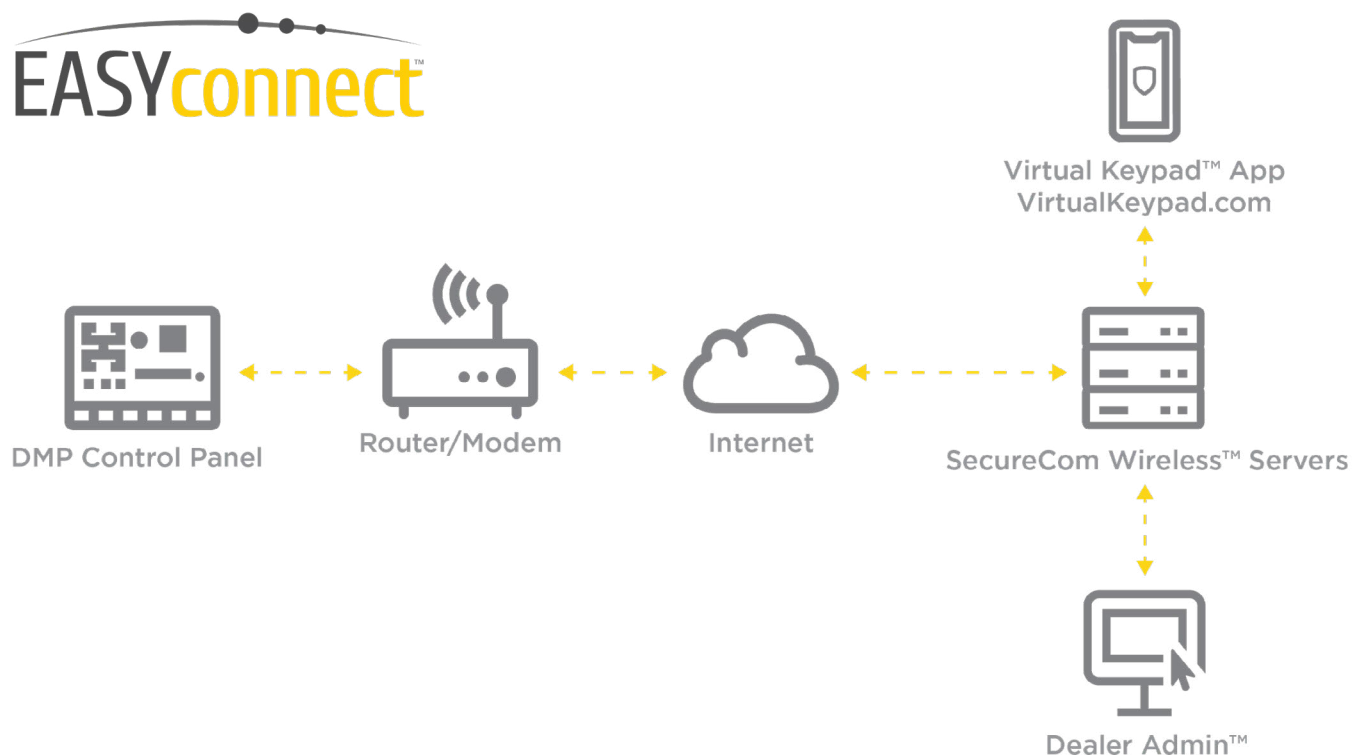 EASYconnect™
Virtual Keypad™ App
VirtualKeypad.com
DMP Control Panel
Router/Modem
Internet
SecureCom Wireless™ Servers
Dealer Admin™